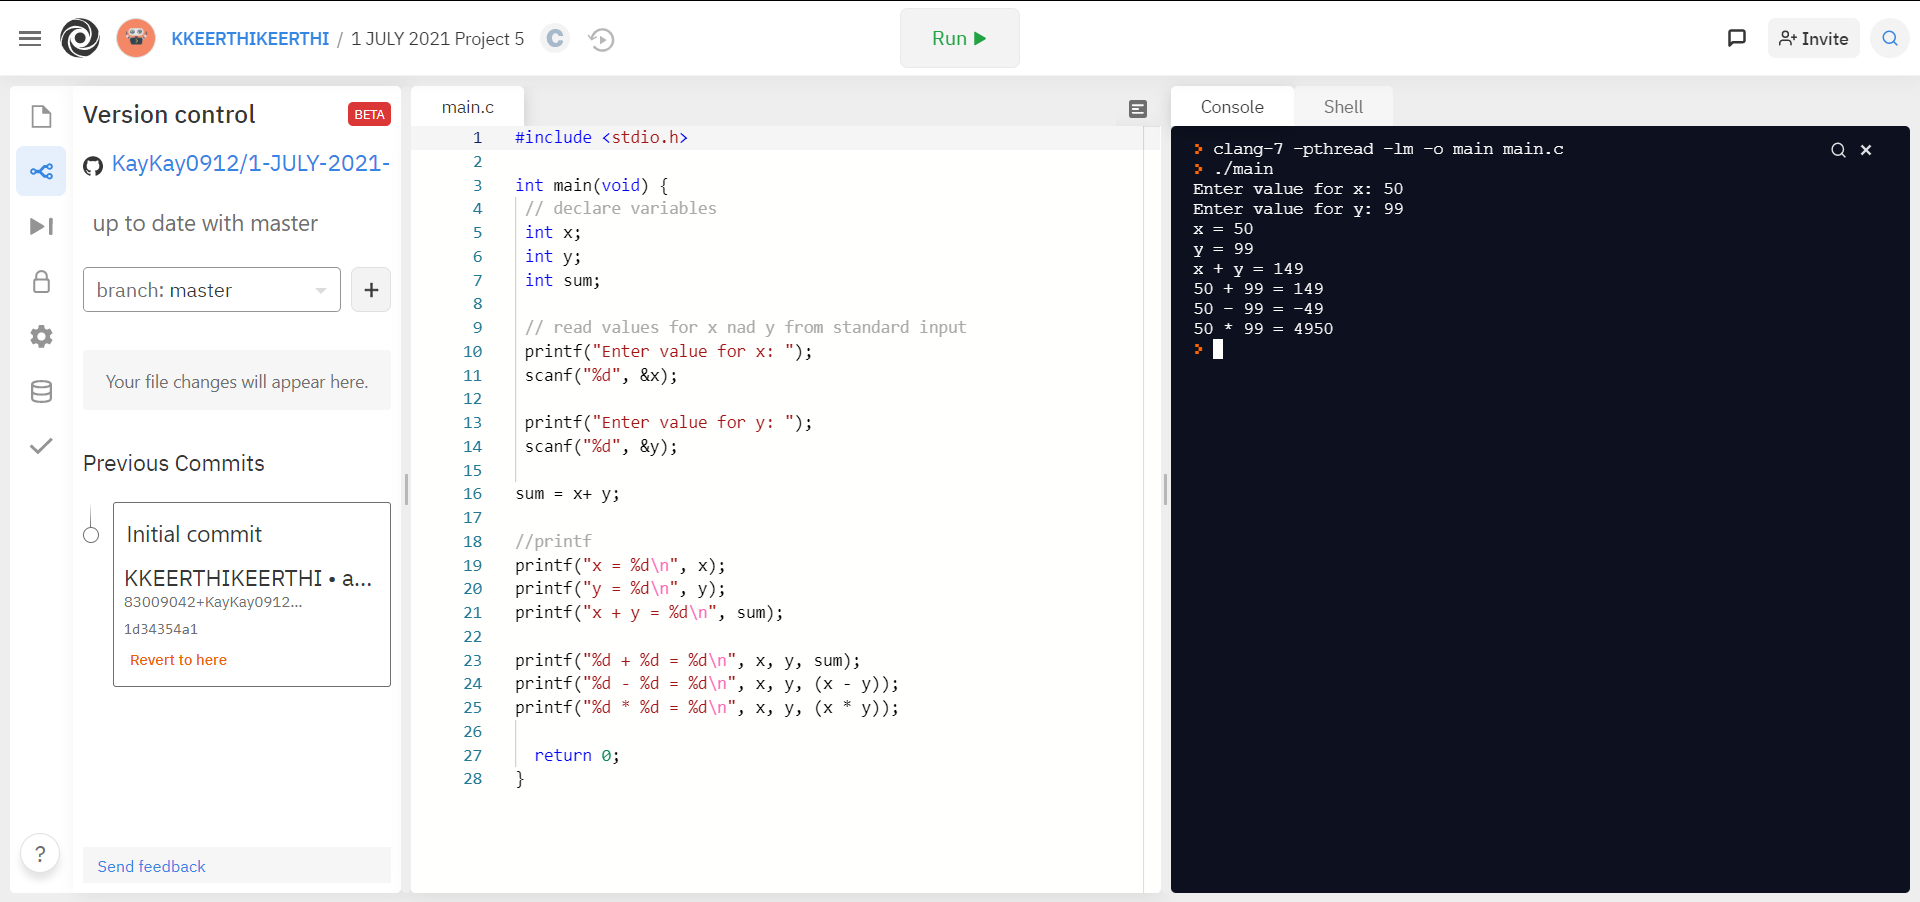 KKEERTHIKEERTHI / 1 JULY 2021 Project 5 C
Run
Invite
Version control BETA
KayKay0912/1-JULY-2021-
up to date with master
branch: master +
Your file changes will appear here.
Previous Commits
Initial commit
KKEERTHIKEERTHI • a...
83009042+KayKay0912...
1d34354a1
Revert to here
?
Send feedback
main.c
1 #include <stdio.h>
2
3 int main(void) {
4 // declare variables
5 int x;
6 int y;
7 int sum;
8
9 // read values for x nad y from standard input
10 printf("Enter value for x: ");
11 scanf("%d", &x);
12
13 printf("Enter value for y: ");
14 scanf("%d", &y);
15
16 sum = x+ y;
17
18 //printf
19 printf("x = %d\n", x);
20 printf("y = %d\n", y);
21 printf("x + y = %d\n", sum);
22
23 printf("%d + %d = %d\n", x, y, sum);
24 printf("%d - %d = %d\n", x, y, (x - y));
25 printf("%d * %d = %d\n", x, y, (x * y));
26
27 return 0;
28 }
Console Shell
> clang-7 -pthread -lm -o main main.c
> ./main
Enter value for x: 50
Enter value for y: 99
x = 50
y = 99
x + y = 149
50 + 99 = 149
50 - 99 = -49
50 * 99 = 4950
>